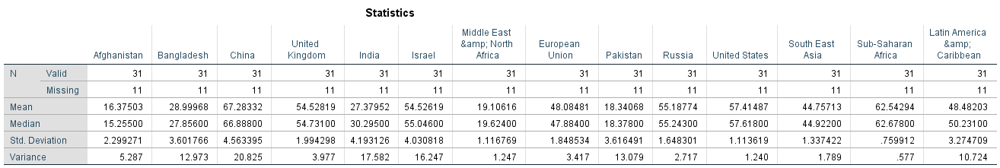 Statistics
Afghanistan Bangladesh China United Kingdom India Israel Middle East &amp; North Africa European Union Pakistan Russia United States South East Asia Sub-Saharan Africa Latin America &amp; Caribbean
N Valid 31 31 31 31 31 31 31 31 31 31 31 31 31 31
Missing 11 11 11 11 11 11 11 11 11 11 11 11 11 11
Mean 16.37503 28.99968 67.28332 54.52819 27.37952 54.52619 19.10616 48.08481 18.34068 55.18774 57.41487 44.75713 62.54294 48.48203
Median 15.25500 27.85600 66.88800 54.73100 30.29500 55.04600 19.62400 47.88400 18.37800 55.24300 57.61800 44.92200 62.67800 50.23100
Std. Deviation 2.299271 3.601766 4.563395 1.994298 4.193126 4.030818 1.116769 1.848534 3.616491 1.648301 1.113619 1.337422 .759912 3.274709
Variance 5.287 12.973 20.825 3.977 17.582 16.247 1.247 3.417 13.079 2.717 1.240 1.789 .577 10.724